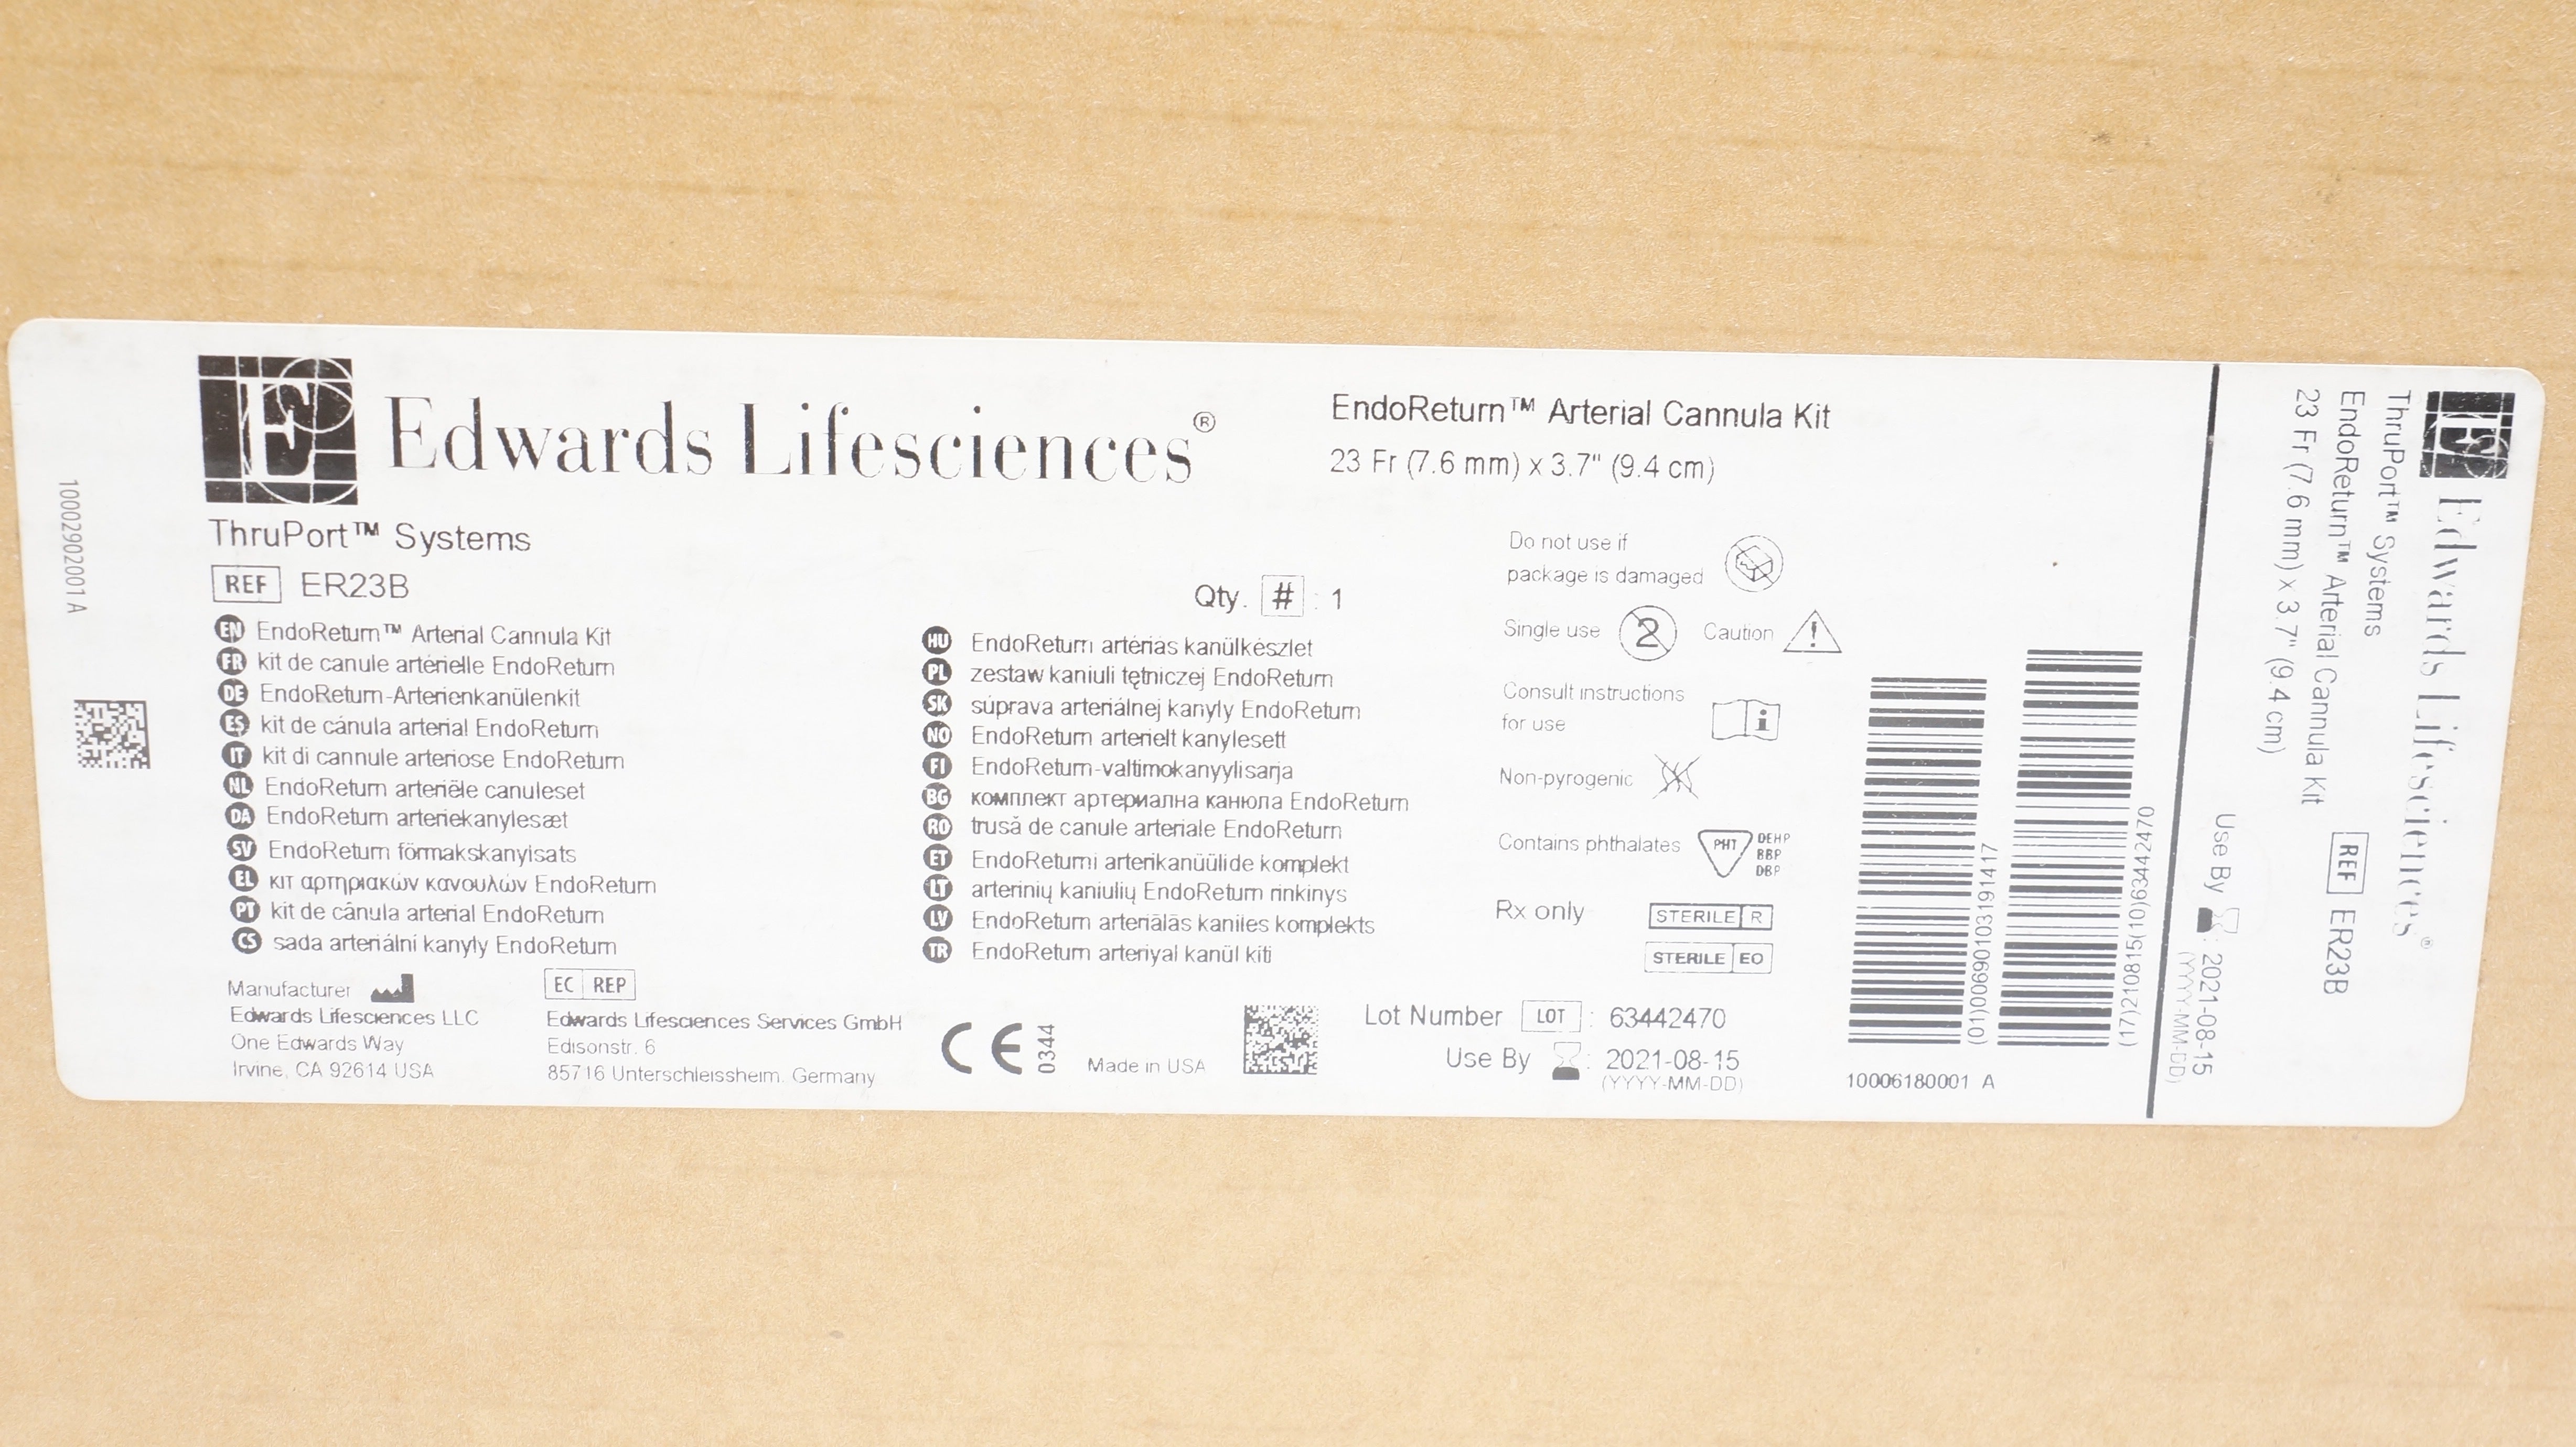 10002902001 A
Edwards Lifesciences®
ThruPort™ Systems
REF ER23B
EndoReturn™ Arterial Cannula Kit
23 Fr (7.6 mm) x 3.7" (9.4 cm)
Qty. # : 1
EN EndoReturn™ Arterial Cannula Kit
FR kit de canule artérielle EndoReturn
DE EndoReturn-Arterienkanülenkit
ES kit de cánula arterial EndoReturn
IT kit di cannule arteriose EndoReturn
NL EndoReturn arteriële canuleset
DA EndoReturn arteriekanylesæt
SV EndoReturn förmakskanylsats
EL κιτ αρτηριακών κανουλών EndoReturn
PT kit de cânula arterial EndoReturn
CS sada arteriální kanyly EndoReturn
HU EndoReturn artériás kanülkészlet
PL zestaw kaniuli tętniczej EndoReturn
SK súprava arteriálnej kanyly EndoReturn
NO EndoReturn arterielt kanylesett
FI EndoReturn-valtimokanyylisarja
BG комплект артериална канюла EndoReturn
RO trusă de canule arteriale EndoReturn
ET EndoReturni arterikanüülide komplekt
LT arterinių kaniulių EndoReturn rinkinys
LV EndoReturn arteriālās kaniles komplekts
TR EndoReturn arteriyal kanül kiti
Manufacturer
Edwards Lifesciences LLC
One Edwards Way
Irvine, CA 92614 USA
EC REP
Edwards Lifesciences Services GmbH
Edisonstr. 6
85716 Unterschleissheim, Germany
CE 0344
Made in USA
Do not use if
package is damaged
Single use 2 Caution !
Consult instructions
for use i
Non-pyrogenic
Contains phthalates PHT DEHP
BBP
DBP
Rx only STERILE R
STERILE EO
Lot Number LOT : 63442470
Use By : 2021-08-15
(YYYY-MM-DD)
(01)00690103191417
(17)210815(10)63442470
10006180001 A
Edwards Lifesciences®
ThruPort™ Systems
EndoReturn™ Arterial Cannula Kit
23 Fr (7.6 mm) x 3.7" (9.4 cm)
REF ER23B
Use By : 2021-08-15
(YYYY-MM-DD)